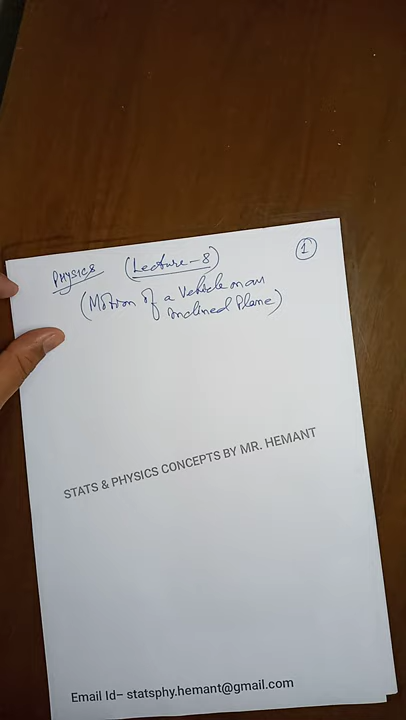 PHYSICS (Lecture-8) 1
(Motion of a Vehicle on an
Inclined Plane)
STATS & PHYSICS CONCEPTS BY MR. HEMANT
Email Id– statsphy.hemant@gmail.com